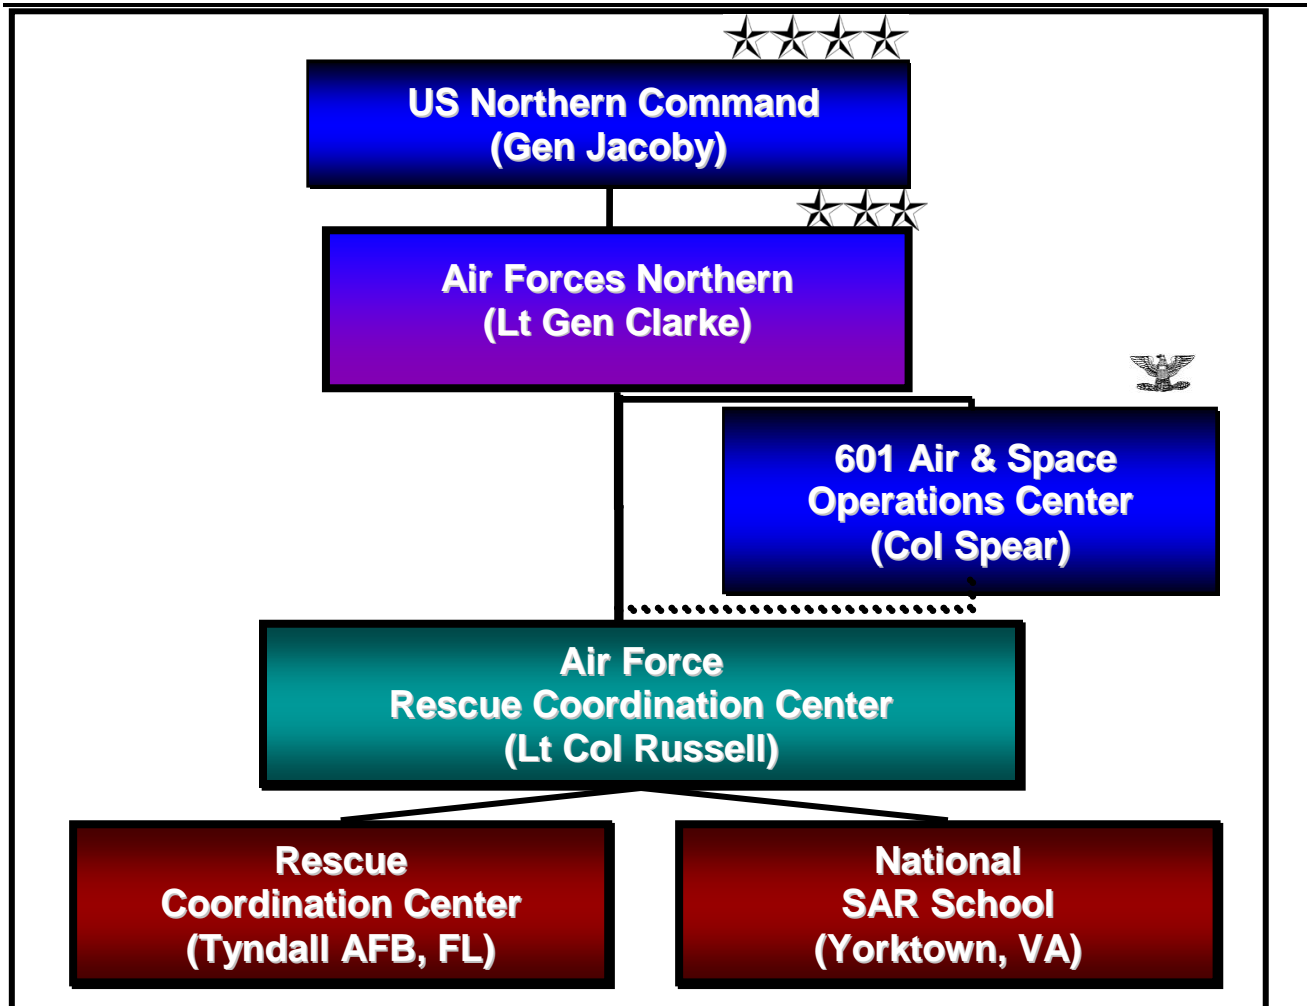 US Northern Command
(Gen Jacoby)
Air Forces Northern
(Lt Gen Clarke)
601 Air & Space
Operations Center
(Col Spear)
Air Force
Rescue Coordination Center
(Lt Col Russell)
Rescue
Coordination Center
(Tyndall AFB, FL)
National
SAR School
(Yorktown, VA)